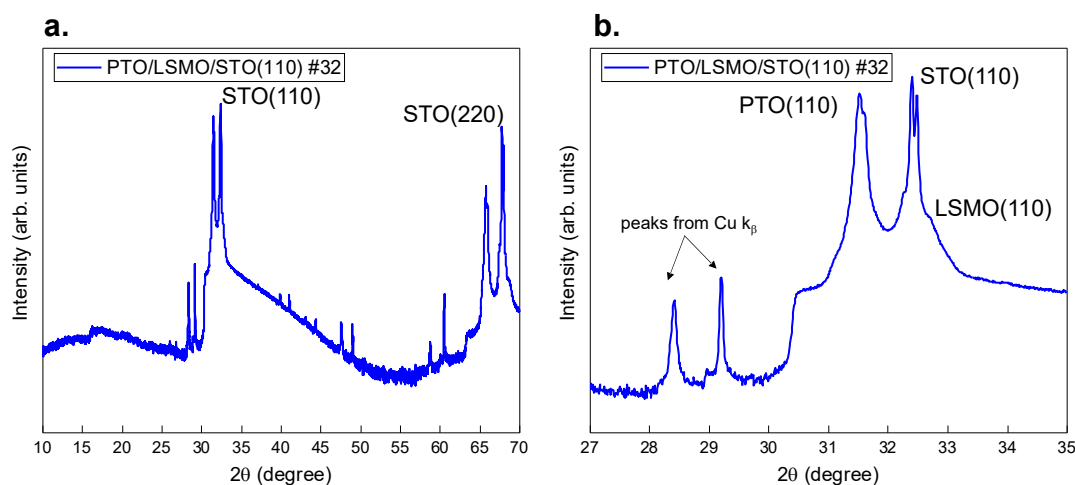 a.
PTO/LSMO/STO(110) #32
STO(110)
STO(220)
Intensity (arb. units)
10 15 20 25 30 35 40 45 50 55 60 65 70
2θ (degree)
b.
PTO/LSMO/STO(110) #32
STO(110)
PTO(110)
LSMO(110)
peaks from Cu kβ
Intensity (arb. units)
27 28 29 30 31 32 33 34 35
2θ (degree)